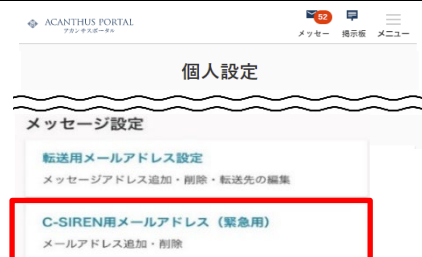 ACANTHUS PORTAL
アカンサスポータル
52
メッセー 掲示板 メニュー
個人設定
メッセージ設定
転送用メールアドレス設定
メッセージアドレス追加・削除・転送先の編集
C-SIREN用メールアドレス（緊急用）
メールアドレス追加・削除